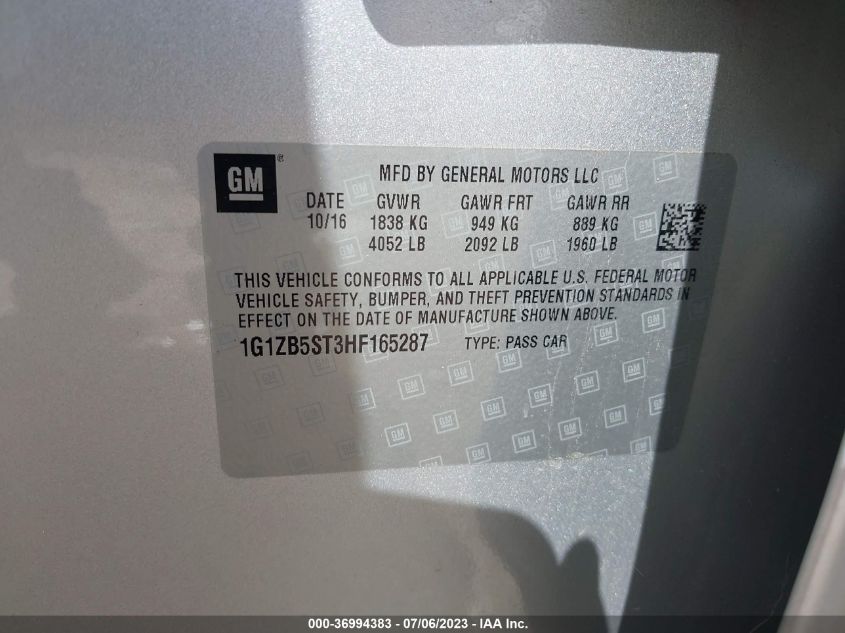 GM ®
MFD BY GENERAL MOTORS LLC
DATE GVWR GAWR FRT GAWR RR
10/16 1838 KG 949 KG 889 KG
4052 LB 2092 LB 1960 LB
THIS VEHICLE CONFORMS TO ALL APPLICABLE U.S. FEDERAL MOTOR
VEHICLE SAFETY, BUMPER, AND THEFT PREVENTION STANDARDS IN
EFFECT ON THE DATE OF MANUFACTURE SHOWN ABOVE.
1G1ZB5ST3HF165287 TYPE: PASS CAR
000-36994383 - 07/06/2023 - IAA Inc.